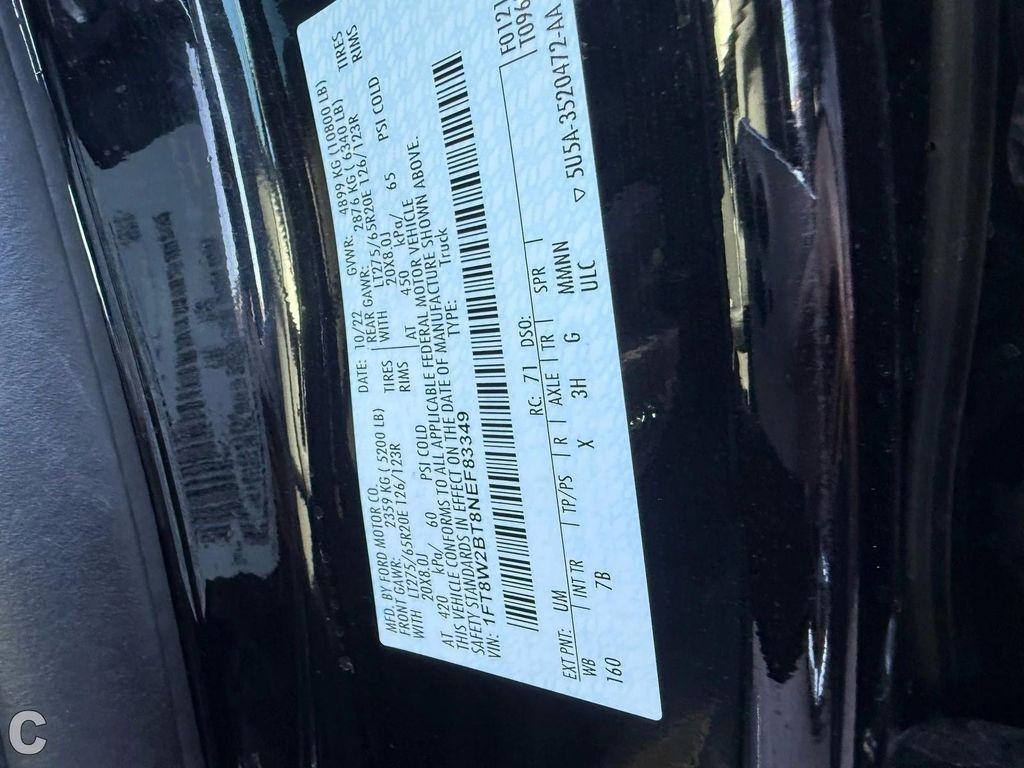 MFD. BY FORD MOTOR CO.
DATE: 10/22 GVWR: 4899 KG (10800 LB)
FRONT GAWR: 2359 KG ( 5200 LB)
REAR GAWR: 2876 KG ( 6340 LB)
WITH LT275/65R20E 126/123R TIRES
WITH LT275/65R20E 126/123R TIRES
20X8.0J RIMS
20X8.0J RIMS
AT 420 kPa/ 60 PSI COLD
AT 450 kPa/ 65 PSI COLD
THIS VEHICLE CONFORMS TO ALL APPLICABLE FEDERAL MOTOR VEHICLE
SAFETY STANDARDS IN EFFECT ON THE DATE OF MANUFACTURE SHOWN ABOVE.
VIN: 1FT8W2BT8NEF83349
TYPE: Truck
EXT PNT: UM RC: 71 DSO:
WB INT TR TP/PS R AXLE TR SPR
160 7B X 3H G MMMNN
ULC
F0121
T096
▽ 5U5A-3520472-AA
C